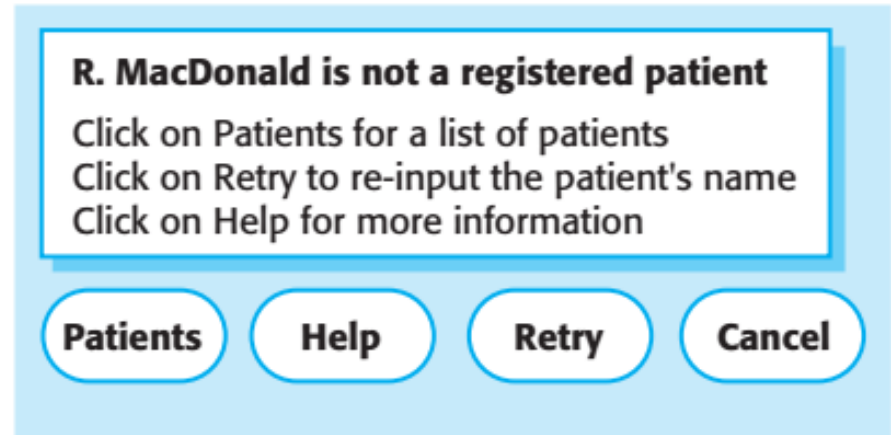 R. MacDonald is not a registered patient
Click on Patients for a list of patients
Click on Retry to re-input the patient's name
Click on Help for more information
Patients Help Retry Cancel